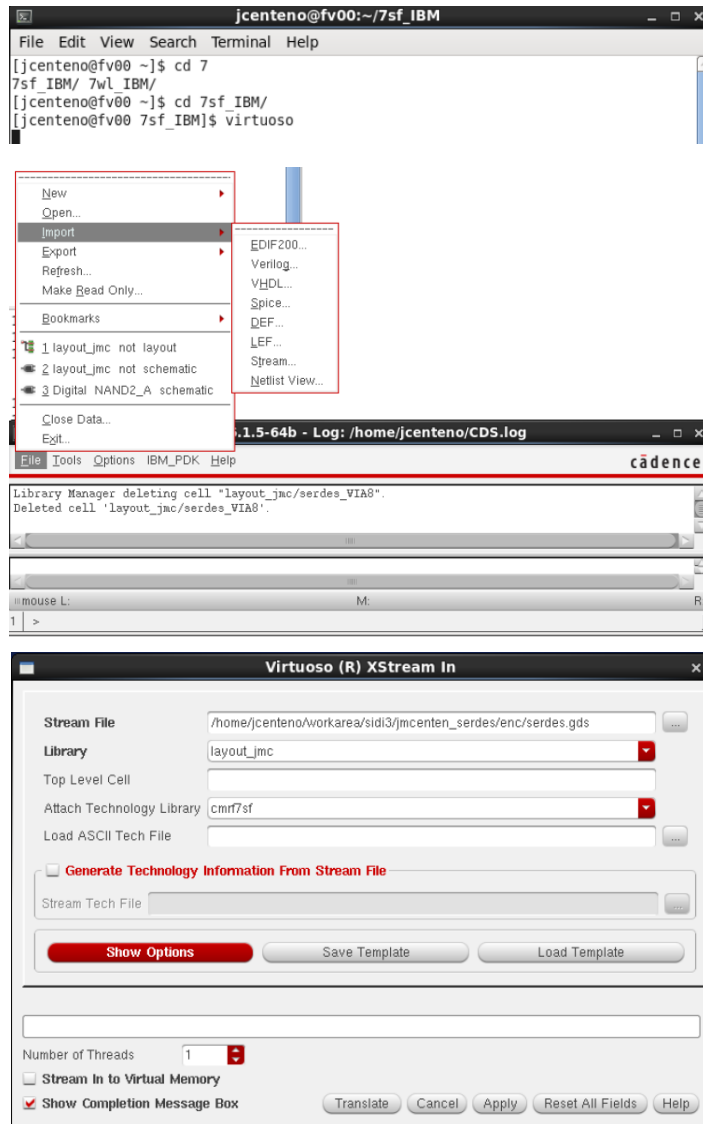 jcenteno@fv00:~/7sf_IBM
File Edit View Search Terminal Help
[jcenteno@fv00 ~]$ cd 7
7sf_IBM/ 7wl_IBM/
[jcenteno@fv00 ~]$ cd 7sf_IBM/
[jcenteno@fv00 7sf_IBM]$ virtuoso
New
Open...
Import
Export
Refresh...
Make Read Only...
Bookmarks
1 layout_jmc not layout
2 layout_jmc not schematic
3 Digital NAND2_A schematic
Close Data...
Exit...
EDIF200...
Verilog...
VHDL...
Spice...
DEF...
LEF...
Stream...
Netlist View...
.1.5-64b - Log: /home/jcenteno/CDS.log
File Tools Options IBM_PDK Help
cādence
Library Manager deleting cell "layout_jmc/serdes_VIA8".
Deleted cell 'layout_jmc/serdes_VIA8'.
mouse L: M: R
1 >
Virtuoso (R) XStream In
Stream File /home/jcenteno/workarea/sidi3/jmcenten_serdes/enc/serdes.gds ...
Library layout_jmc
Top Level Cell
Attach Technology Library cmrf7sf
Load ASCII Tech File ...
Generate Technology Information From Stream File
Stream Tech File ...
Show Options Save Template Load Template
Number of Threads 1
Stream In to Virtual Memory
Show Completion Message Box Translate Cancel Apply Reset All Fields Help